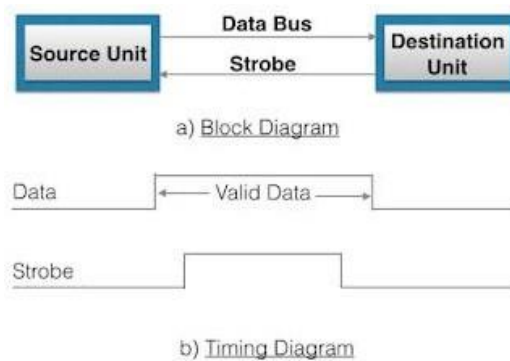 Data Bus
Source Unit
Destination
Unit
Strobe
a) Block Diagram
Data
Valid Data
Strobe
b) Timing Diagram